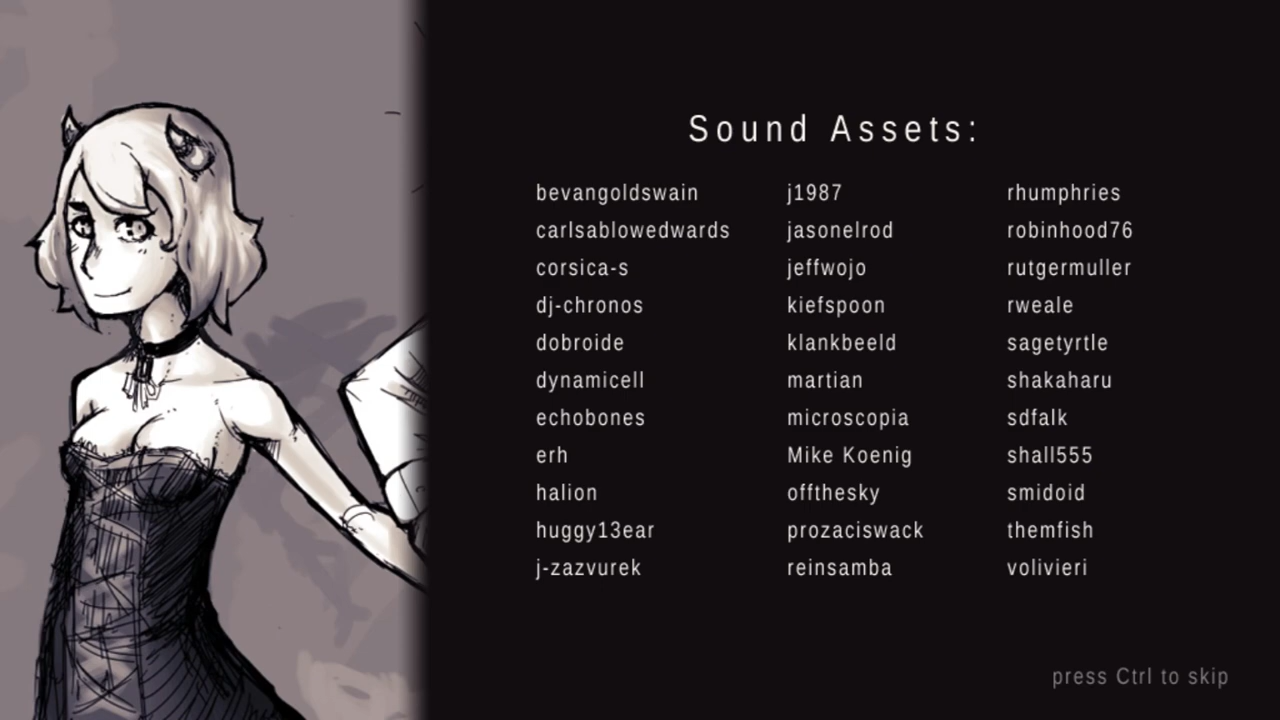 Sound Assets:
bevangoldswain
carlsablowedwards
corsica-s
dj-chronos
dobroide
dynamicell
echobones
erh
halion
huggy13ear
j-zazvurek
j1987
jasonelrod
jeffwojo
kiefspoon
klankbeeld
martian
microscopia
Mike Koenig
offthesky
prozaciswack
reinsamba
rhumphries
robinhood76
rutgermuller
rweale
sagetyrtle
shakaharu
sdfalk
shall555
smidoid
themfish
volivieri
press Ctrl to skip